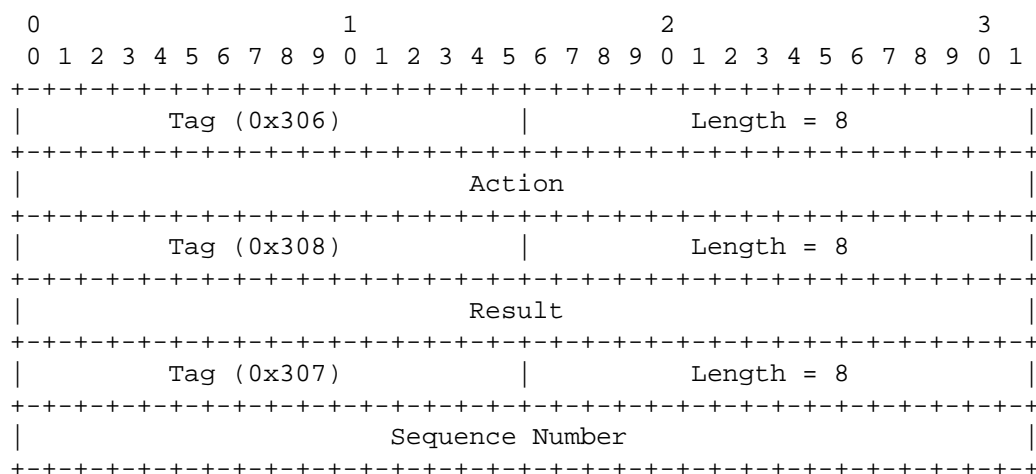 0                   1                   2                   3
 0 1 2 3 4 5 6 7 8 9 0 1 2 3 4 5 6 7 8 9 0 1 2 3 4 5 6 7 8 9 0 1
+-+-+-+-+-+-+-+-+-+-+-+-+-+-+-+-+-+-+-+-+-+-+-+-+-+-+-+-+-+-+-+-+
|         Tag (0x306)           |          Length = 8           |
+-+-+-+-+-+-+-+-+-+-+-+-+-+-+-+-+-+-+-+-+-+-+-+-+-+-+-+-+-+-+-+-+
|                            Action                             |
+-+-+-+-+-+-+-+-+-+-+-+-+-+-+-+-+-+-+-+-+-+-+-+-+-+-+-+-+-+-+-+-+
|         Tag (0x308)           |          Length = 8           |
+-+-+-+-+-+-+-+-+-+-+-+-+-+-+-+-+-+-+-+-+-+-+-+-+-+-+-+-+-+-+-+-+
|                            Result                             |
+-+-+-+-+-+-+-+-+-+-+-+-+-+-+-+-+-+-+-+-+-+-+-+-+-+-+-+-+-+-+-+-+
|         Tag (0x307)           |          Length = 8           |
+-+-+-+-+-+-+-+-+-+-+-+-+-+-+-+-+-+-+-+-+-+-+-+-+-+-+-+-+-+-+-+-+
|                       Sequence Number                         |
+-+-+-+-+-+-+-+-+-+-+-+-+-+-+-+-+-+-+-+-+-+-+-+-+-+-+-+-+-+-+-+-+